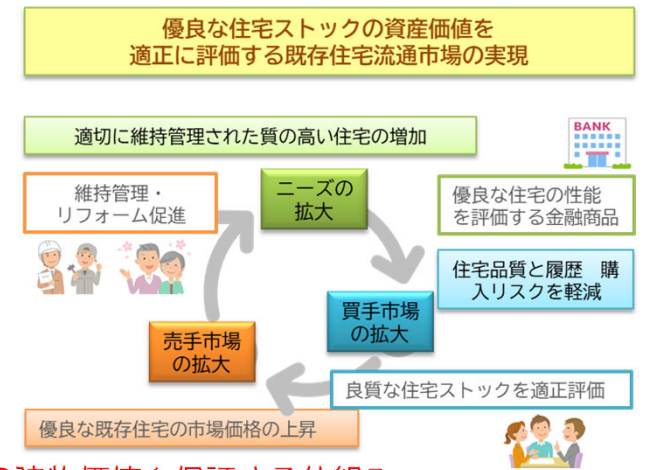 優良な住宅ストックの資産価値を
適正に評価する既存住宅流通市場の実現
適切に維持管理された質の高い住宅の増加
BANK
維持管理・
リフォーム促進
ニーズの
拡大
優良な住宅の性能
を評価する金融商品
住宅品質と履歴　購
入リスクを軽減
買手市場
の拡大
売手市場
の拡大
良質な住宅ストックを適正評価
優良な既存住宅の市場価格の上昇